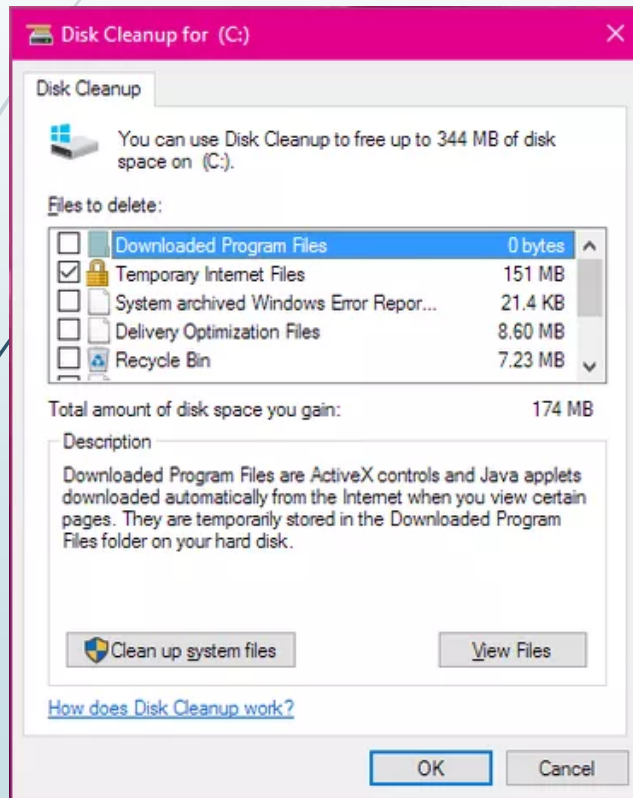 Disk Cleanup for (C:)
Disk Cleanup
You can use Disk Cleanup to free up to 344 MB of disk
space on (C:).
Files to delete:
Downloaded Program Files 0 bytes
Temporary Internet Files 151 MB
System archived Windows Error Repor... 21.4 KB
Delivery Optimization Files 8.60 MB
Recycle Bin 7.23 MB
Total amount of disk space you gain: 174 MB
Description
Downloaded Program Files are ActiveX controls and Java applets
downloaded automatically from the Internet when you view certain
pages. They are temporarily stored in the Downloaded Program
Files folder on your hard disk.
Clean up system files View Files
How does Disk Cleanup work?
OK Cancel